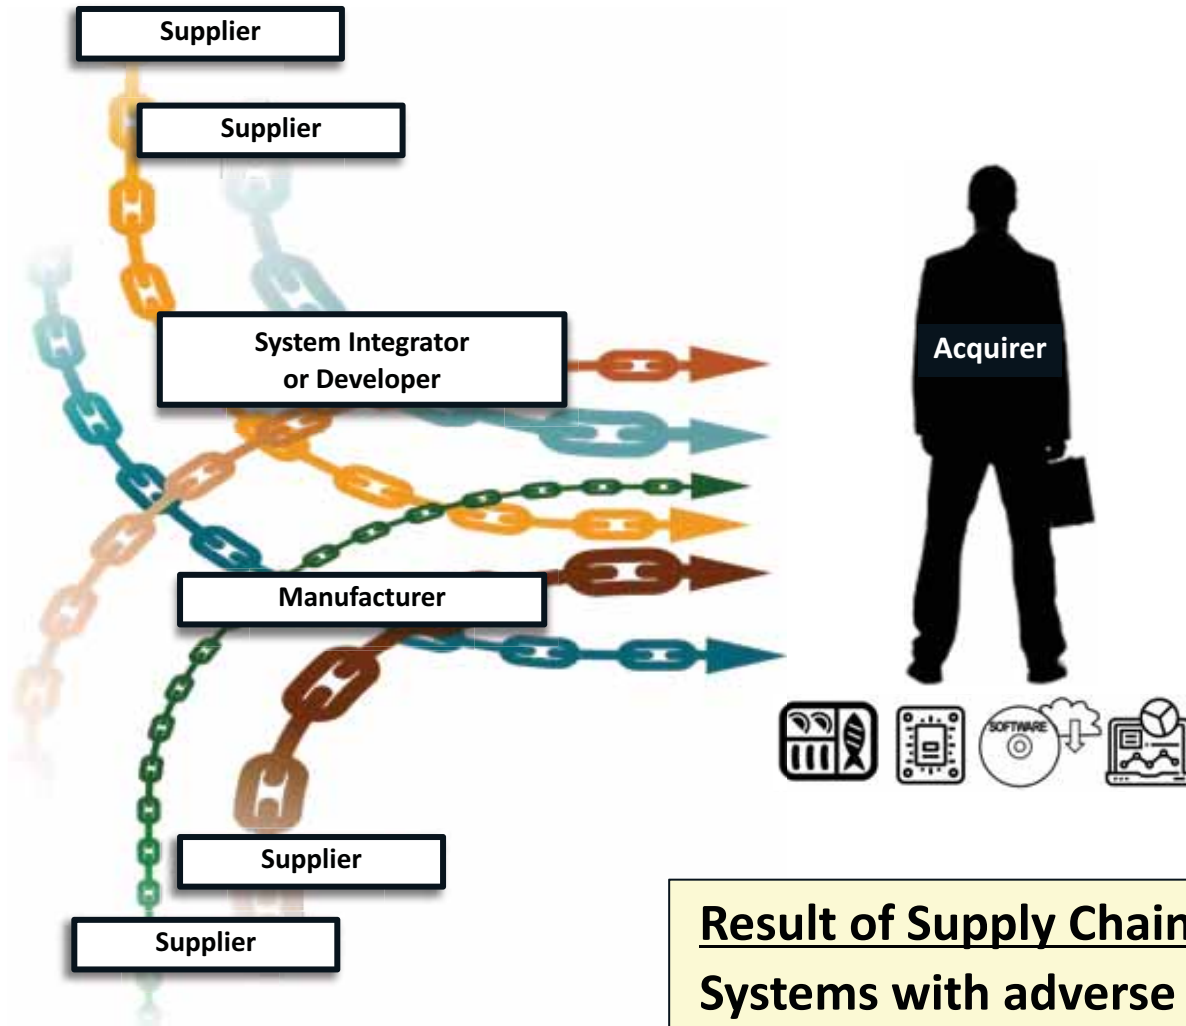 Supplier
Supplier
System Integrator
or Developer
Acquirer
Manufacturer
SOFTWARE
Supplier
Supplier
Result of Supply Chain
Systems with adverse